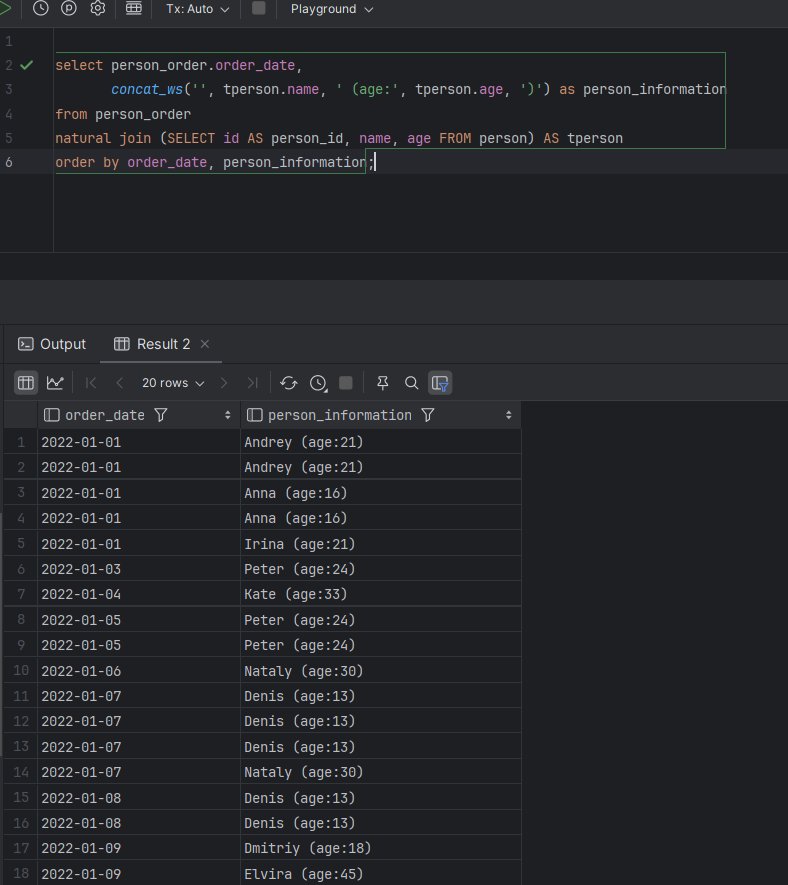 Tx: Auto Playground
1
2 select person_order.order_date,
3 concat_ws('', tperson.name, ' (age:', tperson.age, ')') as person_information
4 from person_order
5 natural join (SELECT id AS person_id, name, age FROM person) AS tperson
6 order by order_date, person_information;
Output Result 2
20 rows
order_date person_information
1 2022-01-01 Andrey (age:21)
2 2022-01-01 Andrey (age:21)
3 2022-01-01 Anna (age:16)
4 2022-01-01 Anna (age:16)
5 2022-01-01 Irina (age:21)
6 2022-01-03 Peter (age:24)
7 2022-01-04 Kate (age:33)
8 2022-01-05 Peter (age:24)
9 2022-01-05 Peter (age:24)
10 2022-01-06 Nataly (age:30)
11 2022-01-07 Denis (age:13)
12 2022-01-07 Denis (age:13)
13 2022-01-07 Denis (age:13)
14 2022-01-07 Nataly (age:30)
15 2022-01-08 Denis (age:13)
16 2022-01-08 Denis (age:13)
17 2022-01-09 Dmitriy (age:18)
18 2022-01-09 Elvira (age:45)